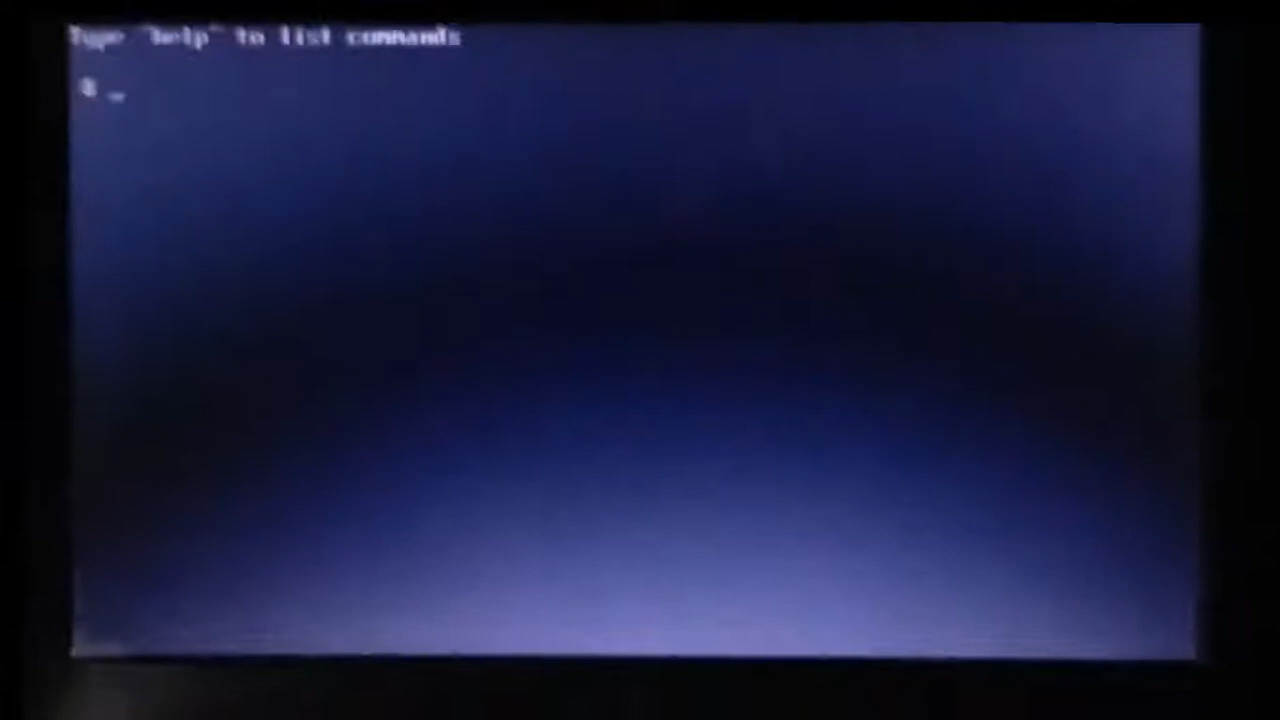 Type "help" to list commands
$ _